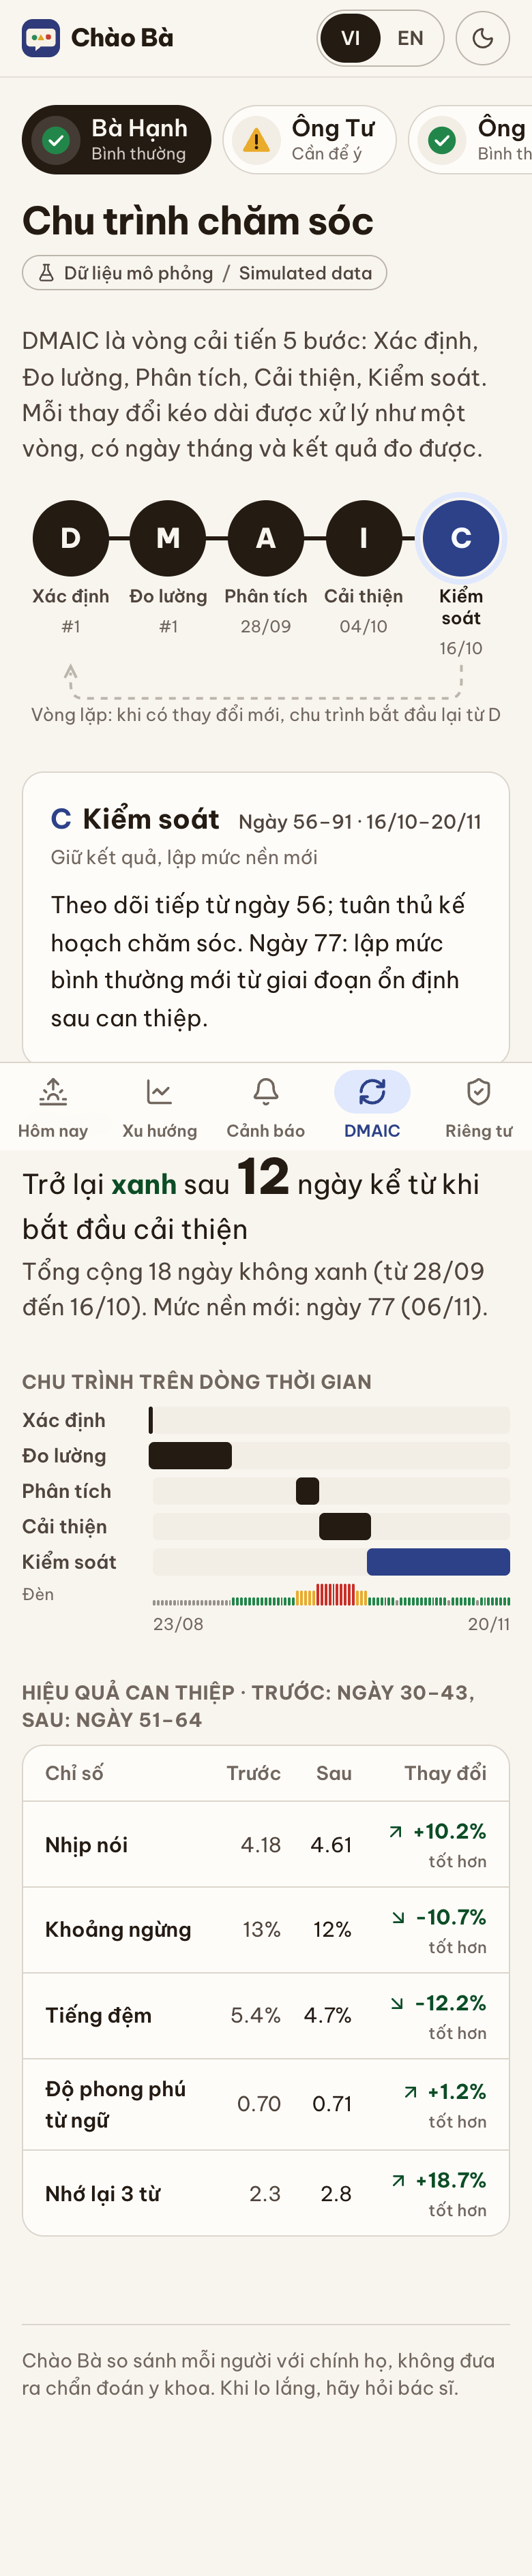 Chào Bà
VI EN
Bà Hạnh
Bình thường
Ông Tư
Cần để ý
Ông
Bình th
Chu trình chăm sóc
Dữ liệu mô phỏng / Simulated data
DMAIC là vòng cải tiến 5 bước: Xác định,
Đo lường, Phân tích, Cải thiện, Kiểm soát.
Mỗi thay đổi kéo dài được xử lý như một
vòng, có ngày tháng và kết quả đo được.
D M A I C
Xác định Đo lường Phân tích Cải thiện Kiểm
soát
#1 #1 28/09 04/10
16/10
Vòng lặp: khi có thay đổi mới, chu trình bắt đầu lại từ D
C Kiểm soát Ngày 56–91 · 16/10–20/11
Giữ kết quả, lập mức nền mới
Theo dõi tiếp từ ngày 56; tuân thủ kế
hoạch chăm sóc. Ngày 77: lập mức
bình thường mới từ giai đoạn ổn định
sau can thiệp.
Hôm nay Xu hướng Cảnh báo DMAIC Riêng tư
Trở lại xanh sau 12 ngày kể từ khi
bắt đầu cải thiện
Tổng cộng 18 ngày không xanh (từ 28/09
đến 16/10). Mức nền mới: ngày 77 (06/11).
CHU TRÌNH TRÊN DÒNG THỜI GIAN
Xác định
Đo lường
Phân tích
Cải thiện
Kiểm soát
Đèn
23/08 20/11
HIỆU QUẢ CAN THIỆP · TRƯỚC: NGÀY 30–43,
SAU: NGÀY 51–64
Chỉ số Trước Sau Thay đổi
Nhịp nói 4.18 4.61 +10.2%
tốt hơn
Khoảng ngừng 13% 12% -10.7%
tốt hơn
Tiếng đệm 5.4% 4.7% -12.2%
tốt hơn
Độ phong phú
từ ngữ 0.70 0.71 +1.2%
tốt hơn
Nhớ lại 3 từ 2.3 2.8 +18.7%
tốt hơn
Chào Bà so sánh mỗi người với chính họ, không đưa
ra chẩn đoán y khoa. Khi lo lắng, hãy hỏi bác sĩ.